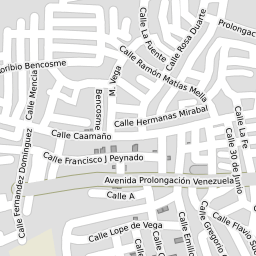 Calle La Fuente
Calle Rosa Duarte
Prolongac
oribio Bencosme
Calle Mencia
M. Vega
Bencosme
Calle Ramón Matías Mella
Calle Hermanas Mirabal
Calle Caamaño
Calle La Fe
Calle 30 de Junio
Calle Francisco J Peynado
Calle Fernandez Dominguez
Avenida Prolongación Venezuela
Calle A
Calle Lope de Vega
Calle Emilio
Calle Gregorio
Calle Flavio Su